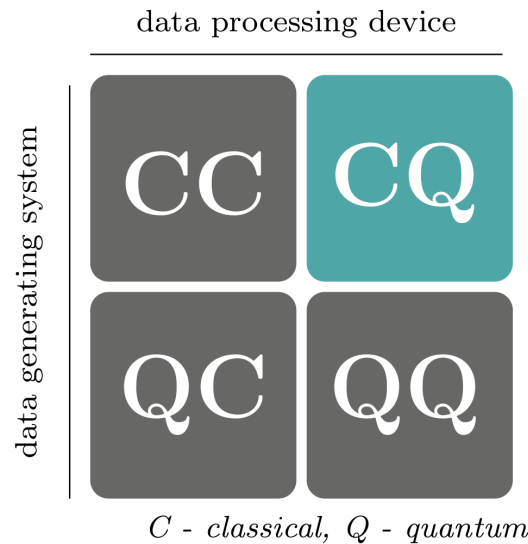 data processing device
data generating system
CC
CQ
QC
QQ
C - classical, Q - quantum